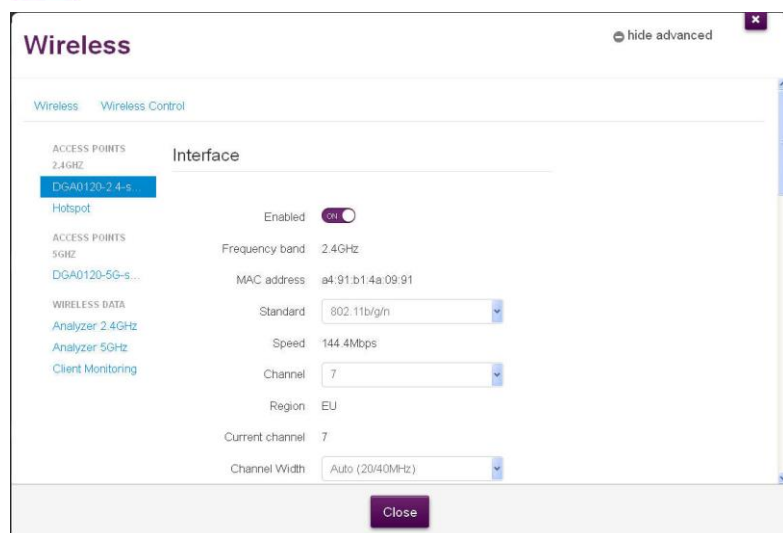 Wireless
hide advanced
Wireless Wireless Control
ACCESS POINTS
2.4GHZ
DGA0120-2.4-s...
Hotspot
ACCESS POINTS
5GHZ
DGA0120-5G-s...
WIRELESS DATA
Analyzer 2.4GHz
Analyzer 5GHz
Client Monitoring
Interface
Enabled ON
Frequency band 2.4GHz
MAC address a4:91:b1:4a:09:91
Standard 802.11b/g/n
Speed 144.4Mbps
Channel 7
Region EU
Current channel 7
Channel Width Auto (20/40MHz)
Close